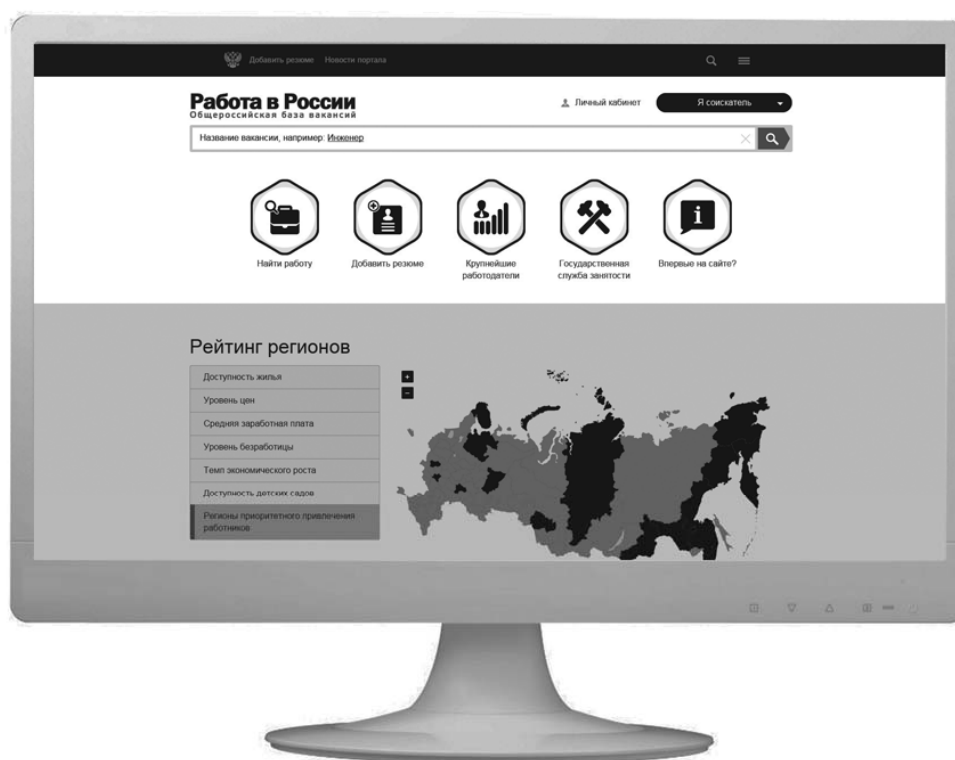 Добавить резюме Новости портала
Работа в России
Общероссийская база вакансий
Личный кабинет
Я соискатель
Название вакансии, например: Инженер
Найти работу
Добавить резюме
Крупнейшие
работодатели
Государственная
служба занятости
Впервые на сайте?
Рейтинг регионов
Доступность жилья
Уровень цен
Средняя заработная плата
Уровень безработицы
Темп экономического роста
Доступность детских садов
Регионы приоритетного привлечения
работников